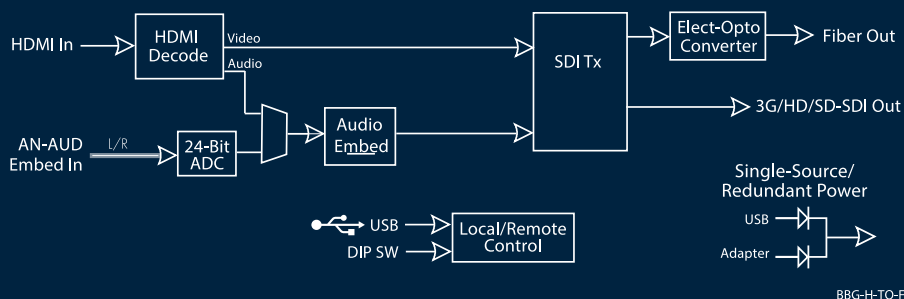 HDMI In
HDMI
Decode
Video
Audio
AN-AUD
Embed In
L/R
24-Bit
ADC
Audio
Embed
SDI Tx
Elect-Opto
Converter
Fiber Out
3G/HD/SD-SDI Out
USB
DIP SW
Local/Remote
Control
Single-Source/
Redundant Power
USB
Adapter
BBG-H-TO-F